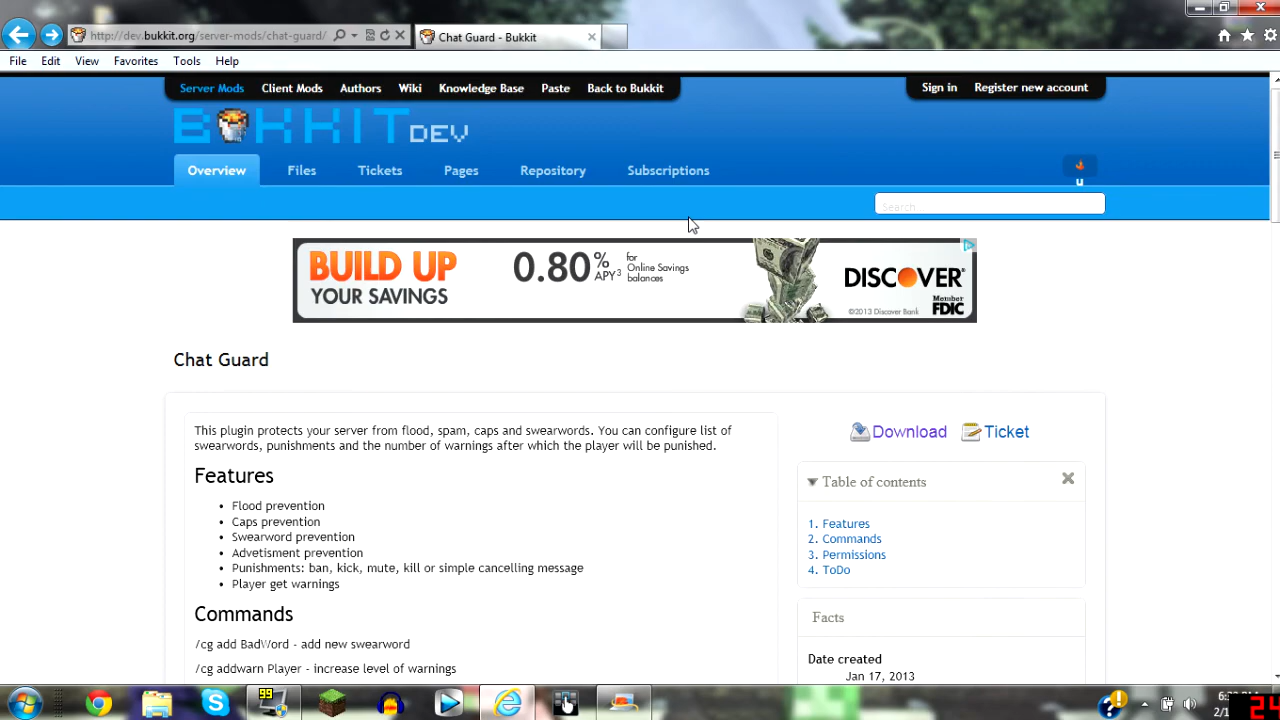 http://dev.bukkit.org/server-mods/chat-guard/
Chat Guard - Bukkit
File Edit View Favorites Tools Help
Server Mods Client Mods Authors Wiki Knowledge Base Paste Back to Bukkit
Sign in Register new account
BUKKIT DEV
Overview Files Tickets Pages Repository Subscriptions
u
Search
BUILD UP
YOUR SAVINGS
0.80% APY3 for Online Savings balances
DISCOVER
©2013 Discover Bank
Member FDIC
Chat Guard
This plugin protects your server from flood, spam, caps and swearwords. You can configure list of
swearwords, punishments and the number of warnings after which the player will be punished.
Features
Flood prevention
Caps prevention
Swearword prevention
Advetisment prevention
Punishments: ban, kick, mute, kill or simple cancelling message
Player get warnings
Commands
/cg add BadWord - add new swearword
/cg addwarn Player - increase level of warnings
Download Ticket
Table of contents
1. Features
2. Commands
3. Permissions
4. ToDo
Facts
Date created
Jan 17, 2013
99
24